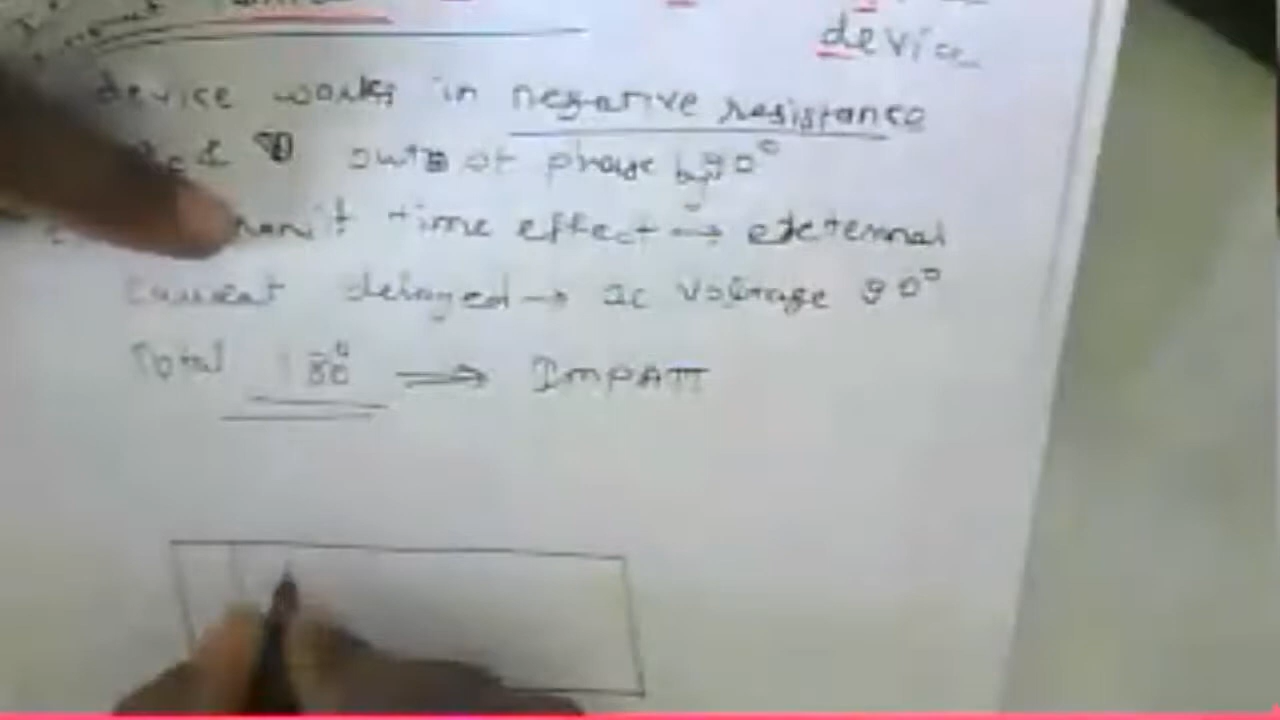 device
device works in negative resistance
out of phase by 90°
time effect → external
current delayed → ac voltage 90°
Total 180° ⇒ IMPATT